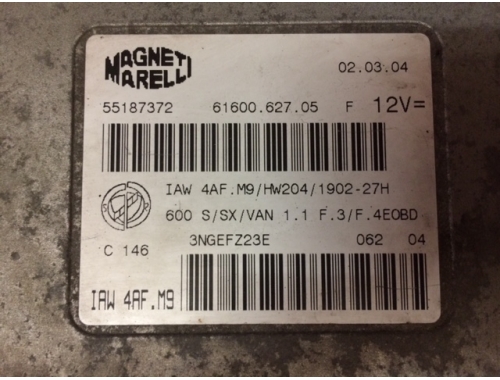 MAGNETI
MARELLI
02.03.04
55187372 61600.627.05 F 12V=
IAW 4AF.M9/HW204/1902-27H
600 S/SX/VAN 1.1 F.3/F.4EOBD
C 146 3NGEFZ23E 062 04
IAW 4AF.M9